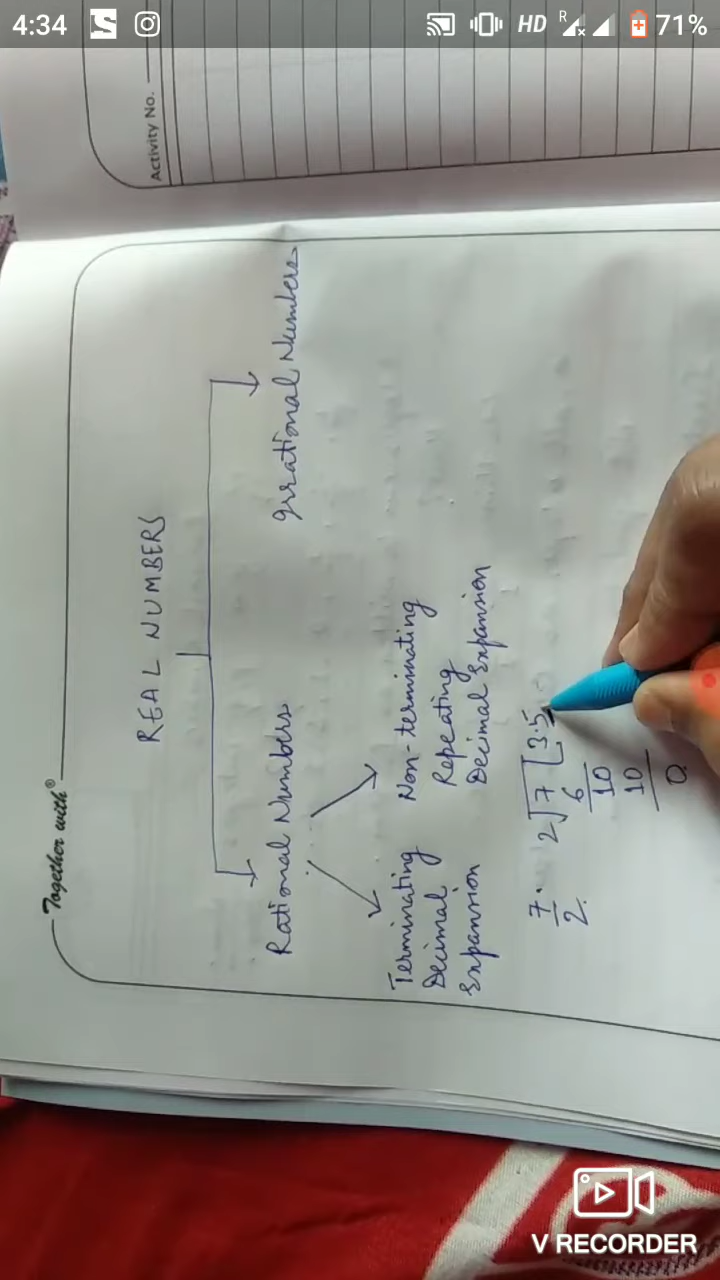 4:34
HD R 71%
Activity No.
Together with®
REAL NUMBERS
Rational Numbers
Irrational Numbers
Terminating
Decimal
Expansion
Non-terminating
Repeating
Decimal Expansion
7
2.
2√7 [3.5
6
10
10
0
V RECORDER